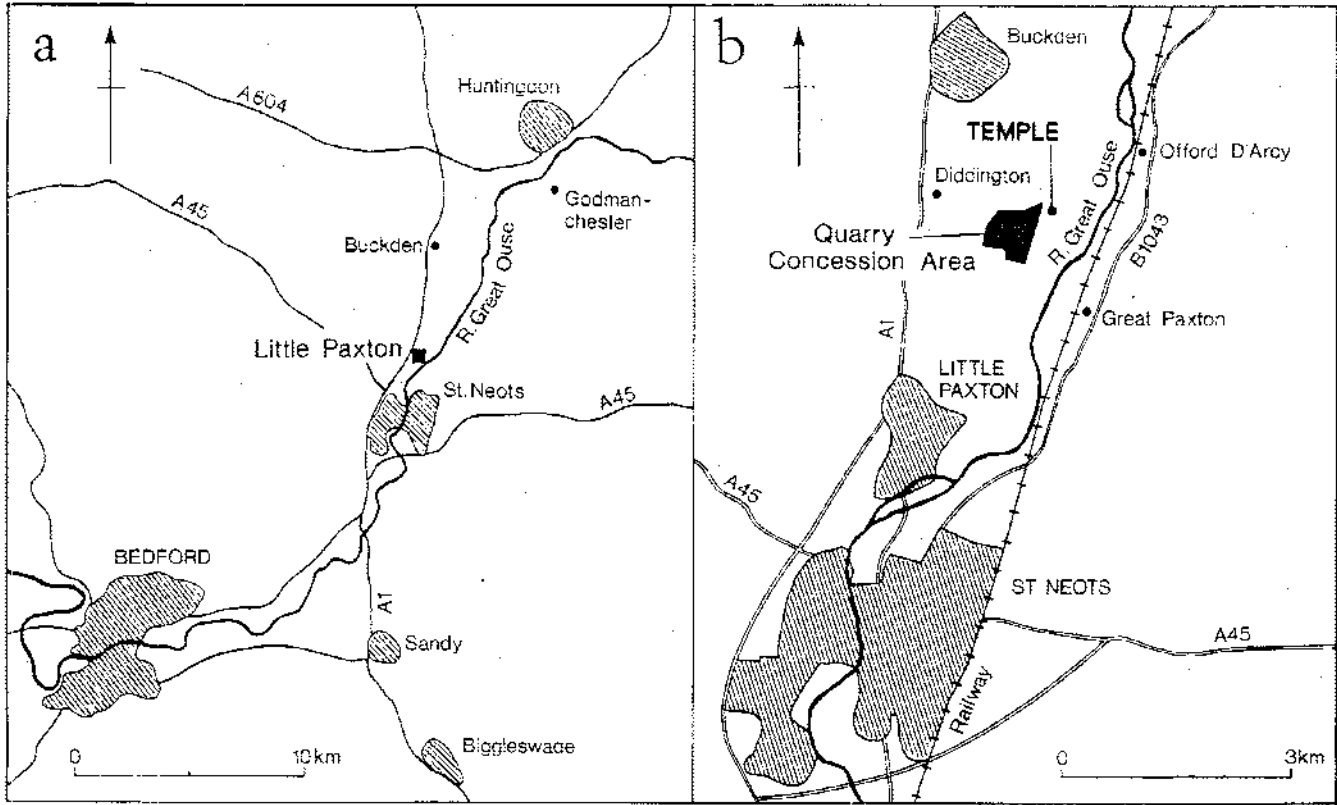 a
Huntingdon
A604
Godman-
chester
A45
Buckden
R. Great Ouse
Little Paxton
St. Neots
A45
BEDFORD
A1
Sandy
Biggleswade
0
10km
b
Buckden
TEMPLE
Offord D'Arcy
Diddington
R. Great Ouse
Quarry
Concession Area
B1043
Great Paxton
A1
LITTLE
PAXTON
A45
ST NEOTS
A45
Railway
0
3km